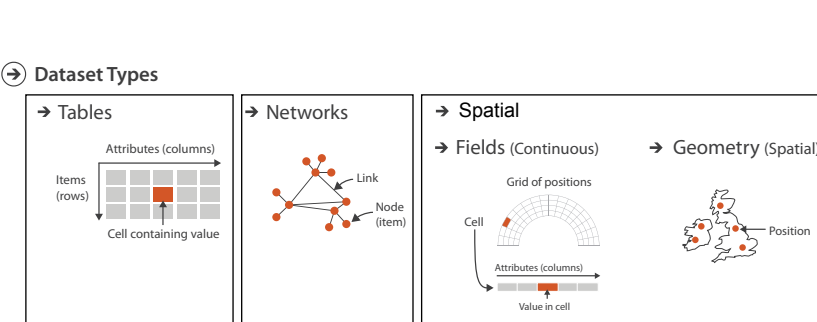 Dataset Types
Tables
Attributes (columns)
Items
(rows)
Cell containing value
Networks
Link
Node
(item)
Spatial
Fields (Continuous)
Grid of positions
Cell
Attributes (columns)
Value in cell
Geometry (Spatial)
Position